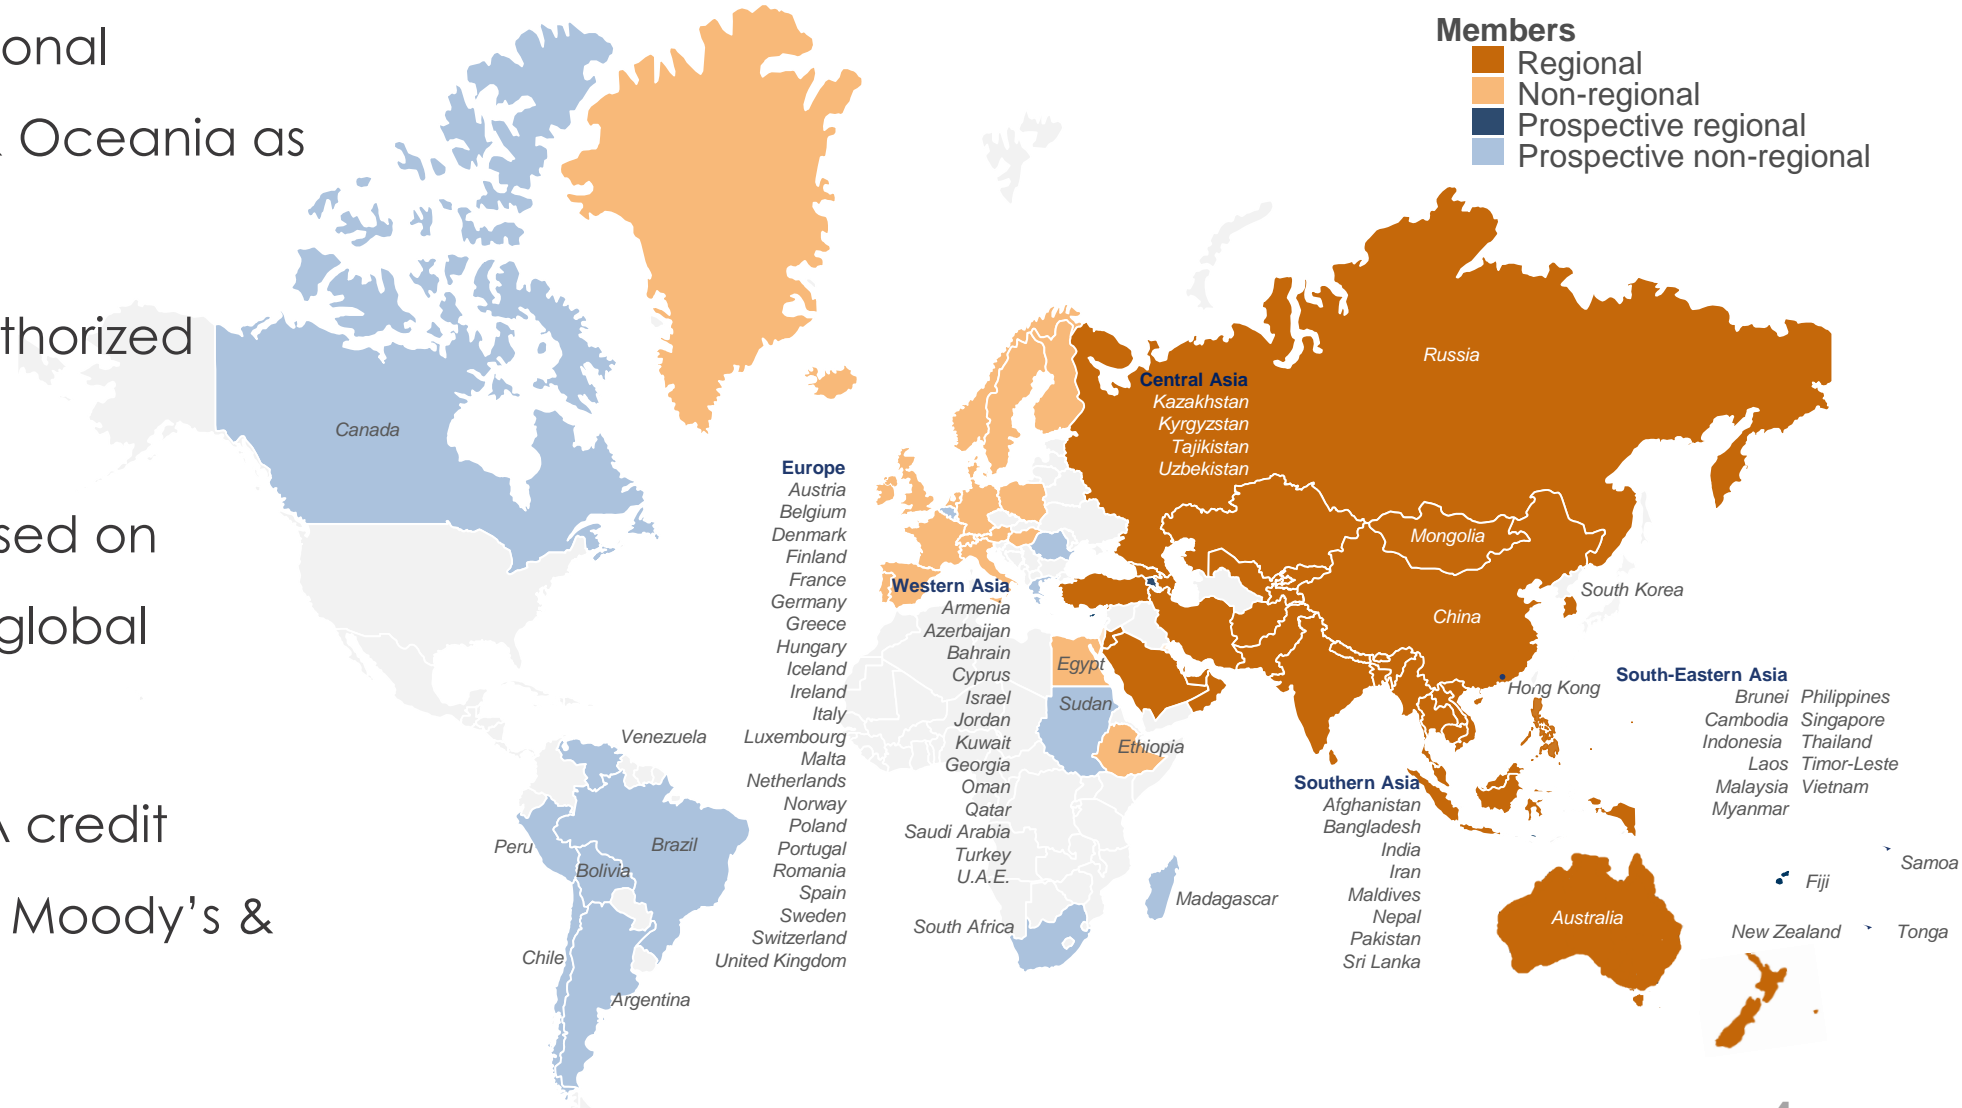 onal
Oceania as
thorized
sed on
global
A credit
Moody's &
Members
Regional
Non-regional
Prospective regional
Prospective non-regional
Canada
Russia
Central Asia
Kazakhstan
Kyrgyzstan
Tajikistan
Uzbekistan
Europe
Austria
Belgium
Denmark
Finland
France
Germany
Greece
Hungary
Iceland
Ireland
Italy
Luxembourg
Malta
Netherlands
Norway
Poland
Portugal
Romania
Spain
Sweden
Switzerland
United Kingdom
Western Asia
Armenia
Azerbaijan
Bahrain
Cyprus
Israel
Jordan
Kuwait
Georgia
Oman
Qatar
Saudi Arabia
Turkey
U.A.E.
Mongolia
China
South Korea
Hong Kong
Egypt
Sudan
Ethiopia
South-Eastern Asia
Brunei Philippines
Cambodia Singapore
Indonesia Thailand
Laos Timor-Leste
Malaysia Vietnam
Myanmar
Southern Asia
Afghanistan
Bangladesh
India
Iran
Maldives
Nepal
Pakistan
Sri Lanka
Venezuela
Peru
Brazil
Bolivia
Chile
Argentina
South Africa
Madagascar
Australia
Samoa
Fiji
New Zealand
Tonga